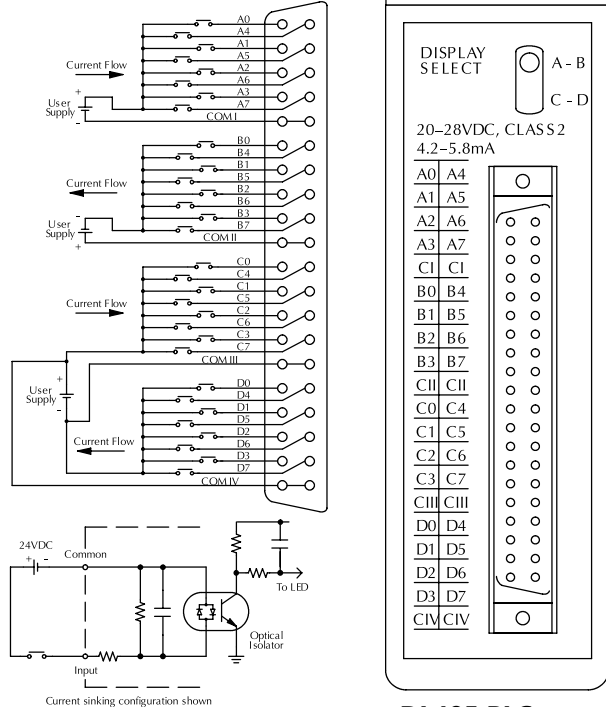 A0
A4
A1
A5
A2
A6
A3
A7
COM I
Current Flow
+
User
Supply
-
B0
B4
B1
B5
B2
B6
B3
B7
COM II
Current Flow
-
User
Supply
+
C0
C4
C1
C5
C2
C6
C3
C7
COM III
Current Flow
+
User
Supply
-
D0
D4
D1
D5
D2
D6
D3
D7
COM IV
Current Flow
24VDC
+ -
Common
To LED
Optical
Isolator
Input
Current sinking configuration shown
DISPLAY
SELECT
A - B
C - D
20–28VDC, CLASS2
4.2–5.8mA
A0 A4
A1 A5
A2 A6
A3 A7
CI CI
B0 B4
B1 B5
B2 B6
B3 B7
CII CII
C0 C4
C1 C5
C2 C6
C3 C7
CIII CIII
D0 D4
D1 D5
D2 D6
D3 D7
CIV CIV